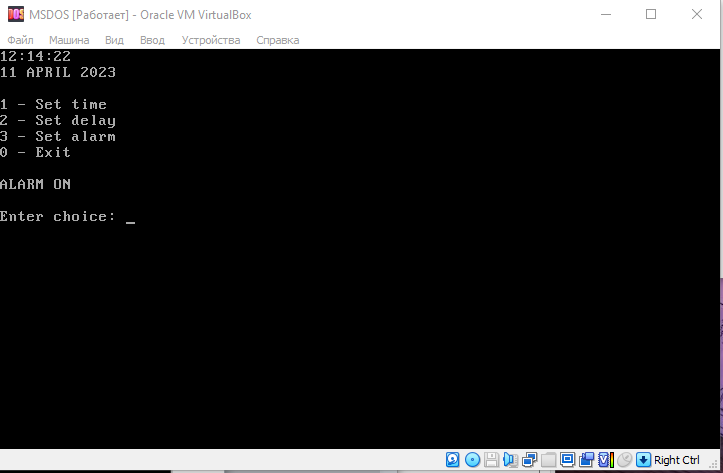 MSDOS [Работает] - Oracle VM VirtualBox
Файл Машина Вид Ввод Устройства Справка
12:14:22
11 APRIL 2023
1 - Set time
2 - Set delay
3 - Set alarm
0 - Exit
ALARM ON
Enter choice: _
Right Ctrl